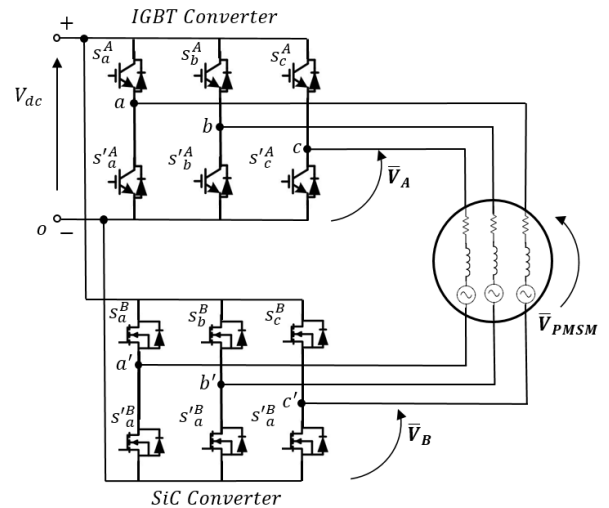 IGBT Converter
+
S_a^A S_b^A S_c^A
V_dc
a
b
c
S'_a^A S'_b^A S'_c^A
V̅_A
o −
V̅_PMSM
S_a^B S_b^B S_c^B
a'
b'
c'
S'_a^B S'_a^B S'_a^B
V̅_B
SiC Converter